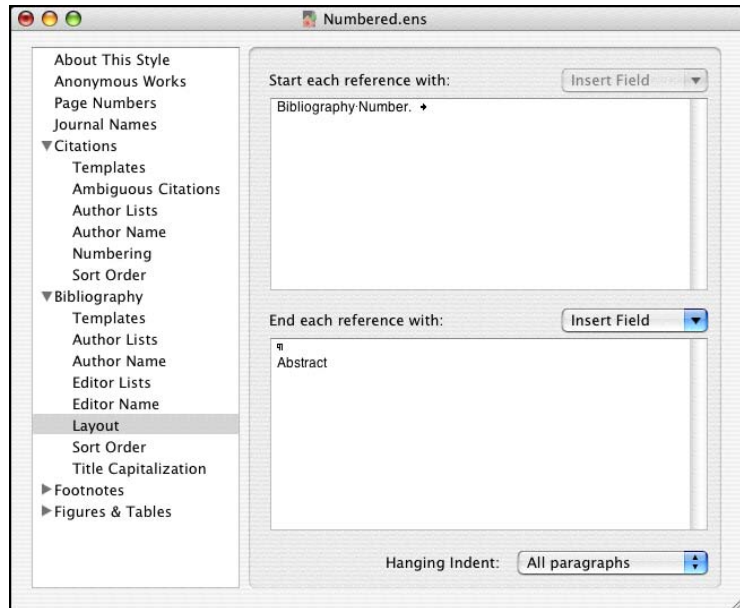 Numbered.ens
About This Style
Anonymous Works
Page Numbers
Journal Names
Citations
Templates
Ambiguous Citations
Author Lists
Author Name
Numbering
Sort Order
Bibliography
Templates
Author Lists
Author Name
Editor Lists
Editor Name
Layout
Sort Order
Title Capitalization
Footnotes
Figures & Tables
Start each reference with:
Insert Field
Bibliography·Number. →
End each reference with:
Insert Field
¶
Abstract
Hanging Indent:
All paragraphs